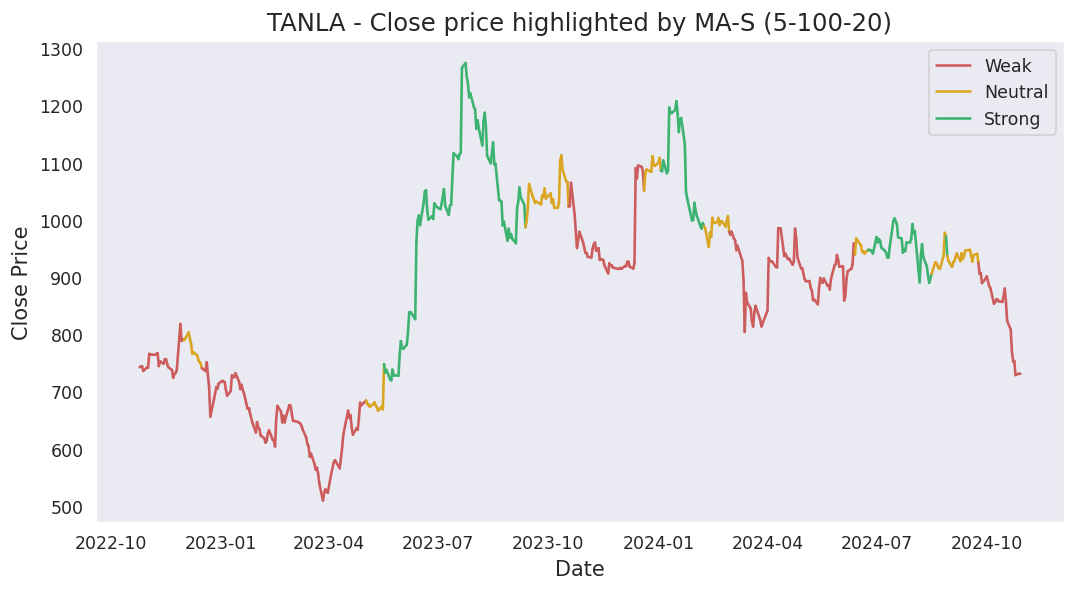 TANLA - Close price highlighted by MA-S (5-100-20)
1300
1200
1100
1000
900
800
700
600
500
Close Price
Weak
Neutral
Strong
2022-10 2023-01 2023-04 2023-07 2023-10 2024-01 2024-04 2024-07 2024-10
Date